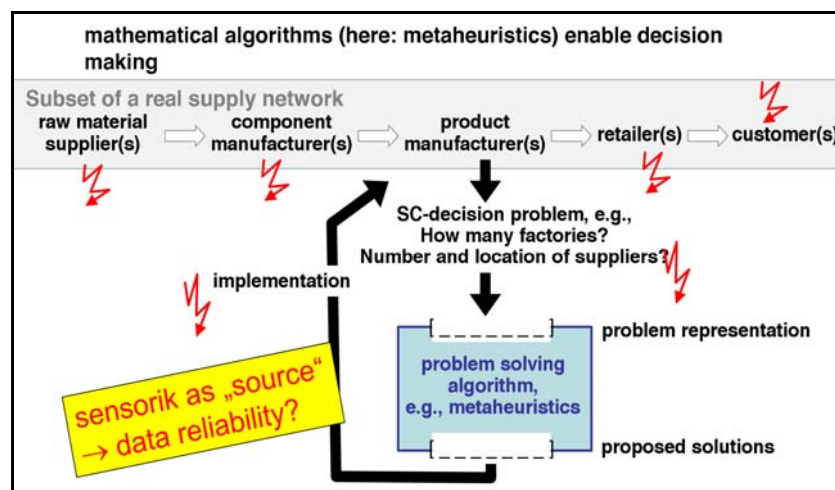 mathematical algorithms (here: metaheuristics) enable decision
making
Subset of a real supply network
raw material
supplier(s)
component
manufacturer(s)
product
manufacturer(s)
retailer(s)
customer(s)
SC-decision problem, e.g.,
How many factories?
Number and location of suppliers?
implementation
problem representation
problem solving
algorithm,
e.g., metaheuristics
sensorik as „source“
→ data reliability?
proposed solutions